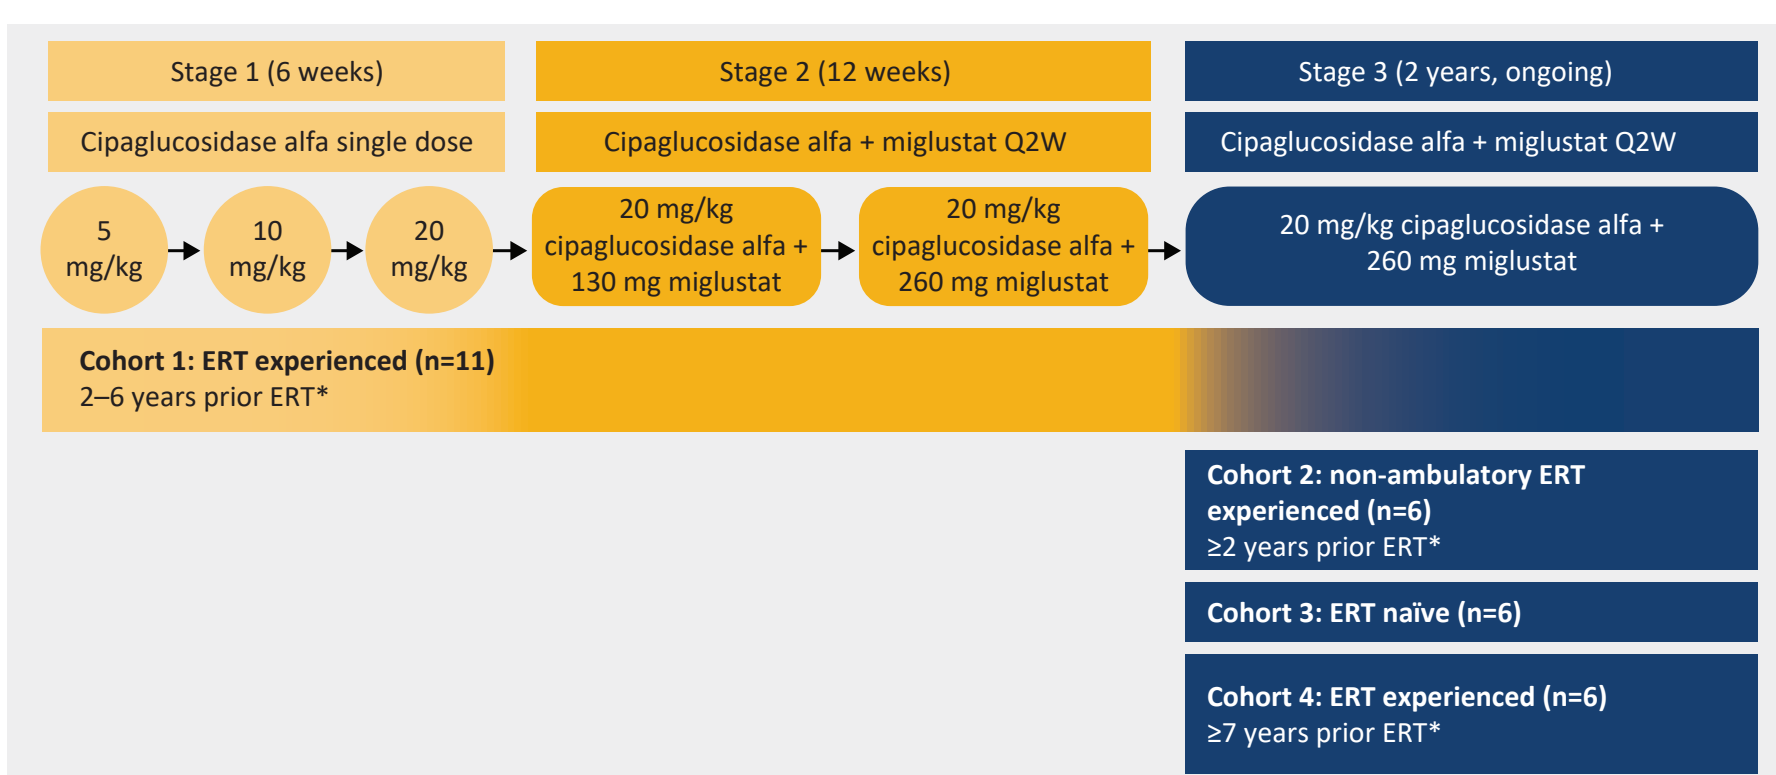 Stage 1 (6 weeks)
Stage 2 (12 weeks)
Stage 3 (2 years, ongoing)
Cipaglucosidase alfa single dose
Cipaglucosidase alfa + miglustat Q2W
Cipaglucosidase alfa + miglustat Q2W
5
mg/kg
10
mg/kg
20
mg/kg
20 mg/kg
cipaglucosidase alfa +
130 mg miglustat
20 mg/kg
cipaglucosidase alfa +
260 mg miglustat
20 mg/kg cipaglucosidase alfa +
260 mg miglustat
Cohort 1: ERT experienced (n=11)
2–6 years prior ERT*
Cohort 2: non-ambulatory ERT
experienced (n=6)
≥2 years prior ERT*
Cohort 3: ERT naïve (n=6)
Cohort 4: ERT experienced (n=6)
≥7 years prior ERT*